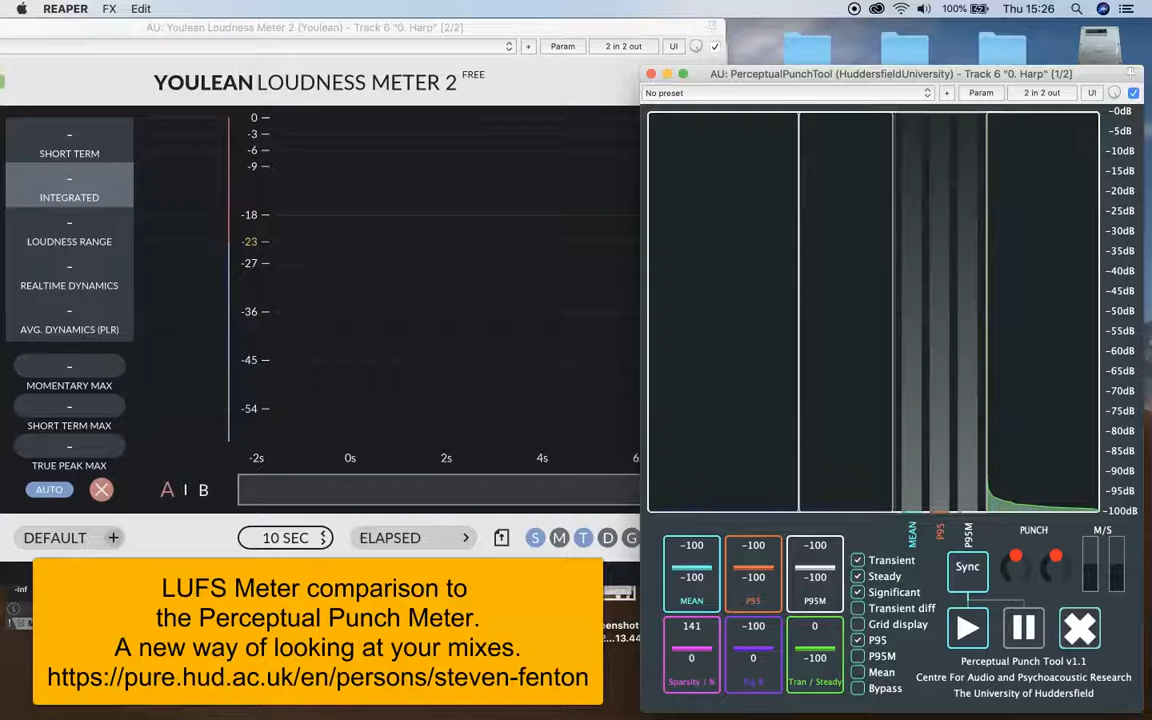 REAPER FX Edit 100% Thu 15:26
AU: Youlean Loudness Meter 2 (Youlean) - Track 6 "0. Harp" [2/2]
+ Param 2 in 2 out UI
YOULEAN LOUDNESS METER 2 FREE
-
SHORT TERM
-
INTEGRATED
-
LOUDNESS RANGE
-
REALTIME DYNAMICS
-
AVG. DYNAMICS (PLR)
-
MOMENTARY MAX
-
SHORT TERM MAX
-
TRUE PEAK MAX
AUTO
A I B
0
-3
-6
-9
-18
-23
-27
-36
-45
-54
-2s 0s 2s 4s 6
DEFAULT + 10 SEC ELAPSED > S M T D G
-inf
LUFS Meter comparison to
the Perceptual Punch Meter.
A new way of looking at your mixes.
https://pure.hud.ac.uk/en/persons/steven-fenton
AU: PerceptualPunchTool (HuddersfieldUniversity) - Track 6 "0. Harp" [1/2]
No preset + Param 2 in 2 out UI
-0dB
-5dB
-10dB
-15dB
-20dB
-25dB
-30dB
-35dB
-40dB
-45dB
-50dB
-55dB
-60dB
-65dB
-70dB
-75dB
-80dB
-85dB
-90dB
-95dB
-100dB
MEAN P95 P95M PUNCH M/S
-100 -100 -100
-100 -100 -100
MEAN P95 P95M
141 -100 0
0 0 -100
Sparsity / % Sig B Tran / Steady
Transient
Steady
Significant
Transient diff
Grid display
P95
P95M
Mean
Bypass
Sync
Perceptual Punch Tool v1.1
Centre For Audio and Psychoacoustic Research
The University of Huddersfield